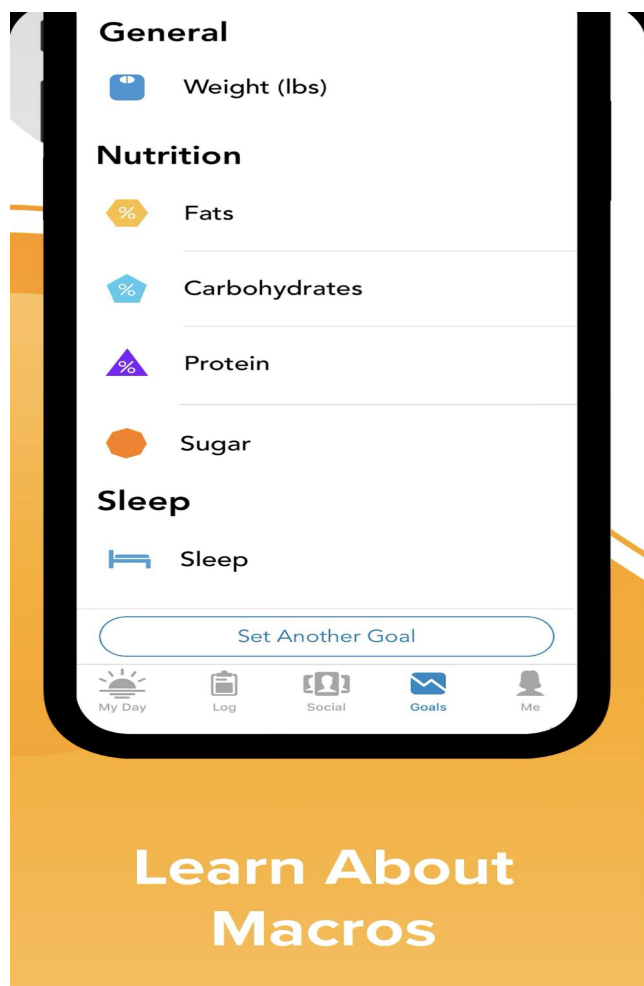 General
Weight (lbs)
Nutrition
% Fats
% Carbohydrates
% Protein
Sugar
Sleep
Sleep
Set Another Goal
My Day Log Social Goals Me
Learn About
Macros